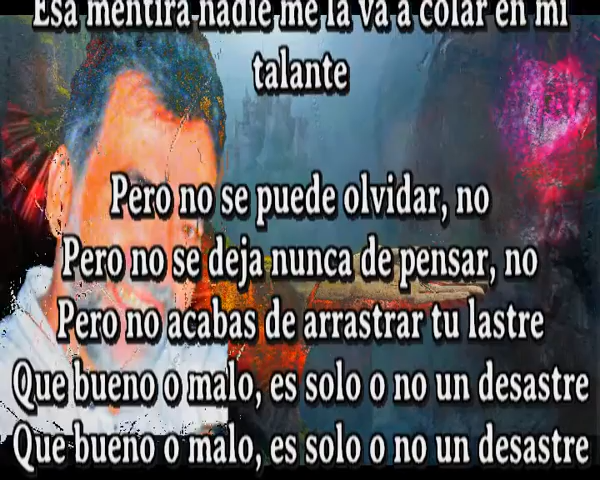 Esa mentira nadie me la va a colar en mi
talante
Pero no se puede olvidar, no
Pero no se deja nunca de pensar, no
Pero no acabas de arrastrar tu lastre
Que bueno o malo, es solo o no un desastre
Que bueno o malo, es solo o no un desastre